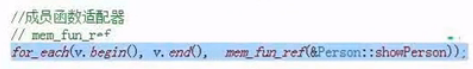 //成员函数适配器
// mem_fun_ref
for_each(v.begin(), v.end(),  mem_fun_ref(&Person::showPerson));